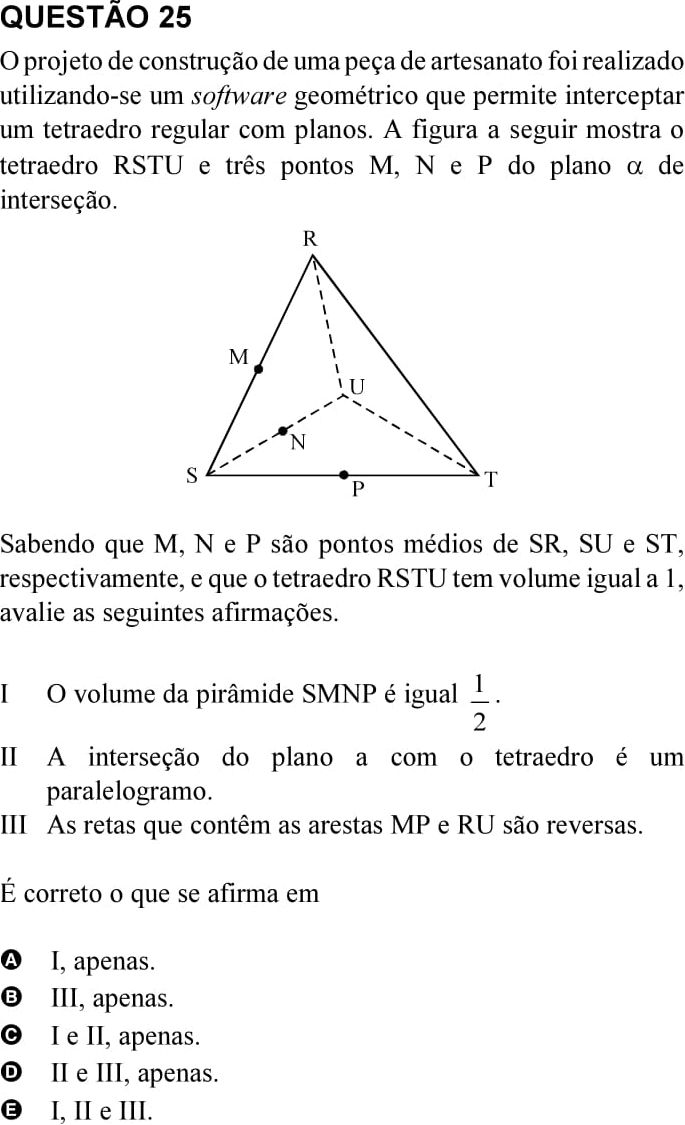 QUESTÃO 25
O projeto de construção de uma peça de artesanato foi realizado
utilizando-se um software geométrico que permite interceptar
um tetraedro regular com planos. A figura a seguir mostra o
tetraedro RSTU e três pontos M, N e P do plano α de
interseção.
R
M
U
N
S
T
P
Sabendo que M, N e P são pontos médios de SR, SU e ST,
respectivamente, e que o tetraedro RSTU tem volume igual a 1,
avalie as seguintes afirmações.
I O volume da pirâmide SMNP é igual 1/2.
II A interseção do plano a com o tetraedro é um
paralelogramo.
III As retas que contêm as arestas MP e RU são reversas.
É correto o que se afirma em
A I, apenas.
B III, apenas.
C I e II, apenas.
D II e III, apenas.
E I, II e III.